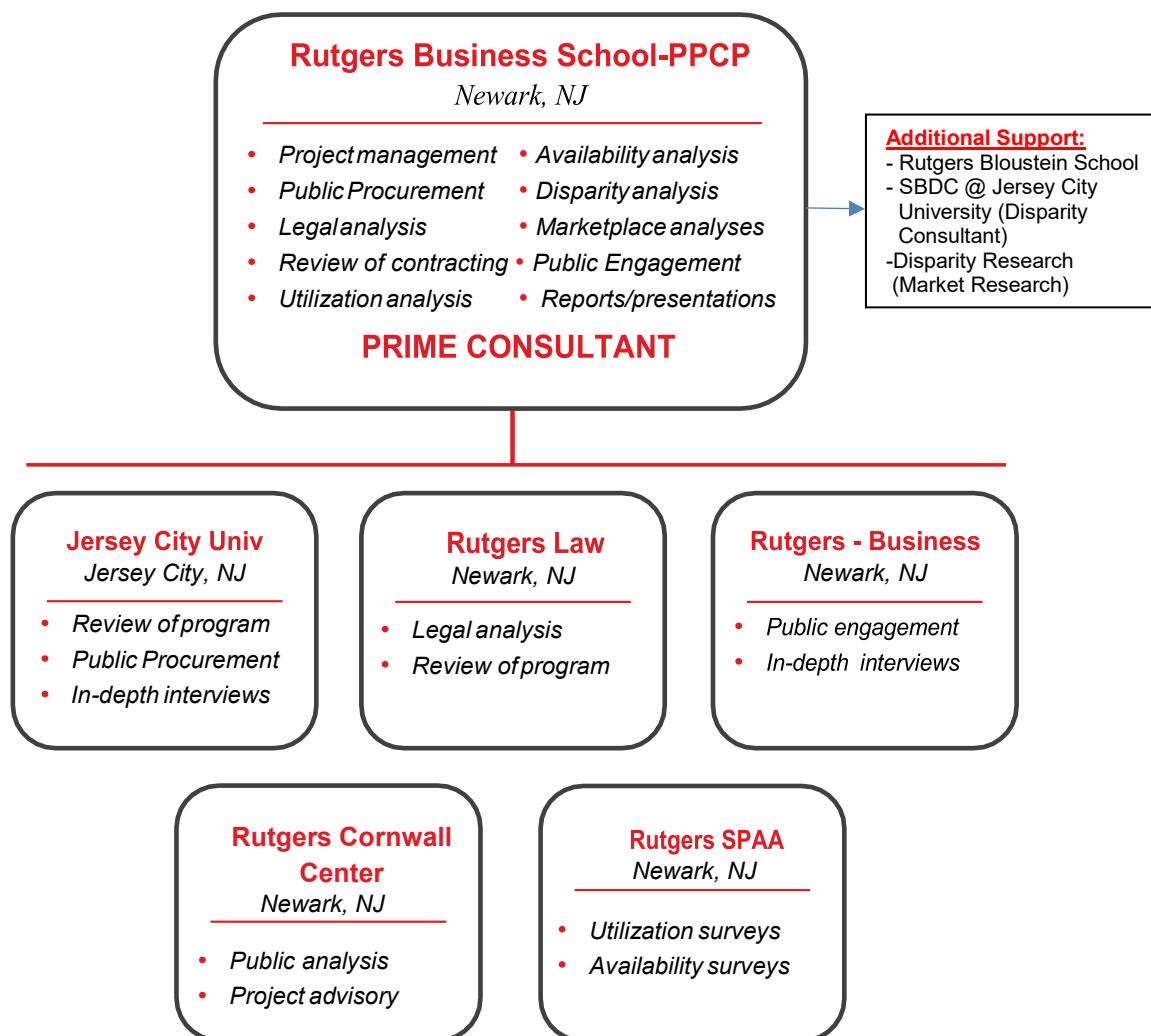 Rutgers Business School-PPCP
Newark, NJ
• Project management
• Public Procurement
• Legal analysis
• Review of contracting
• Utilization analysis
• Availability analysis
• Disparity analysis
• Marketplace analyses
• Public Engagement
• Reports/presentations
PRIME CONSULTANT
Additional Support:
- Rutgers Bloustein School
- SBDC @ Jersey City
University (Disparity
Consultant)
-Disparity Research
(Market Research)
Jersey City Univ
Jersey City, NJ
• Review of program
• Public Procurement
• In-depth interviews
Rutgers Law
Newark, NJ
• Legal analysis
• Review of program
Rutgers - Business
Newark, NJ
• Public engagement
• In-depth interviews
Rutgers Cornwall
Center
Newark, NJ
• Public analysis
• Project advisory
Rutgers SPAA
Newark, NJ
• Utilization surveys
• Availability surveys